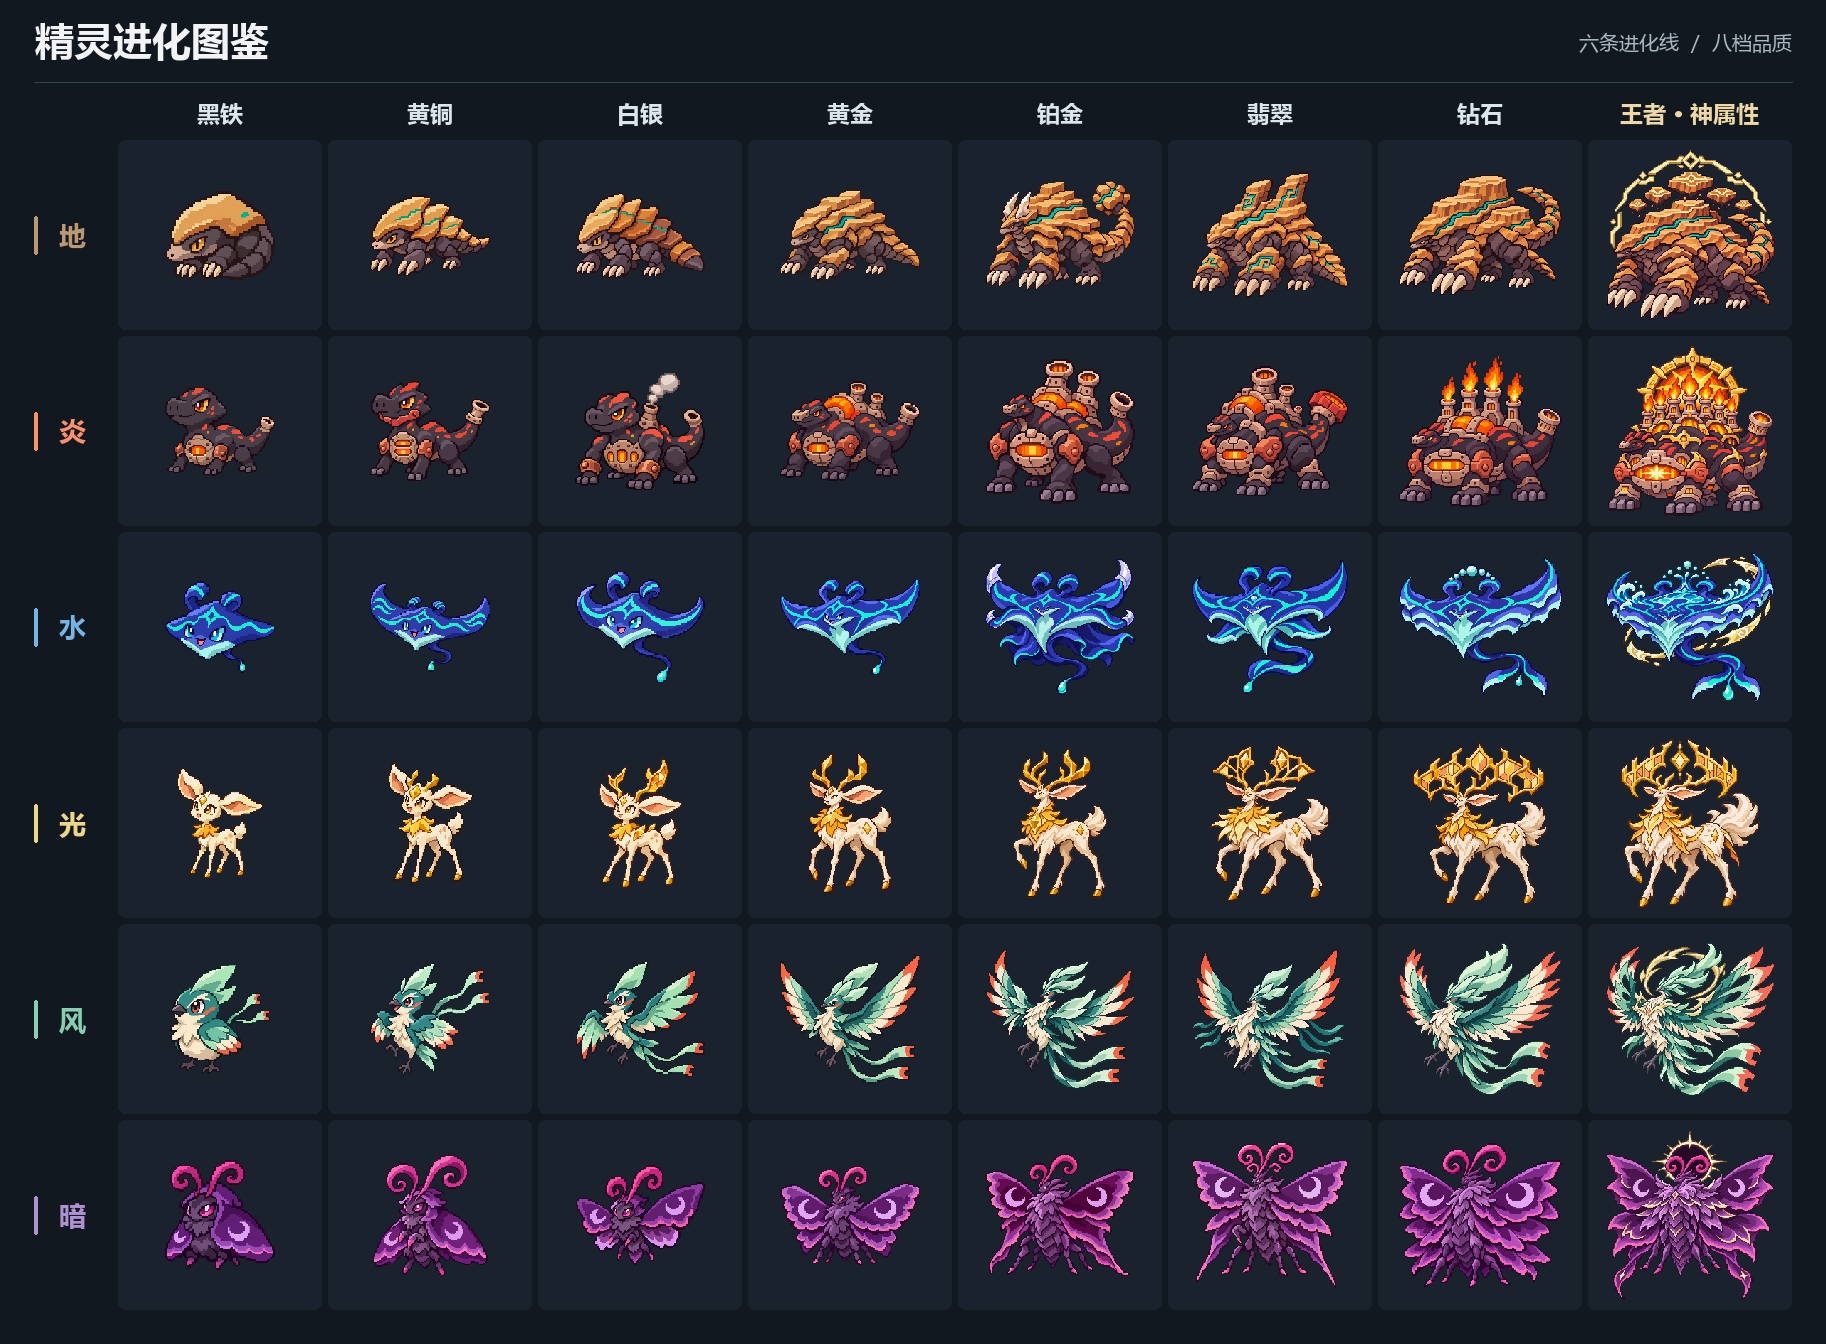 精灵进化图鉴
六条进化线 / 八档品质
黑铁 黄铜 白银 黄金 铂金 翡翠 钻石 王者·神属性
地
炎
水
光
风
暗